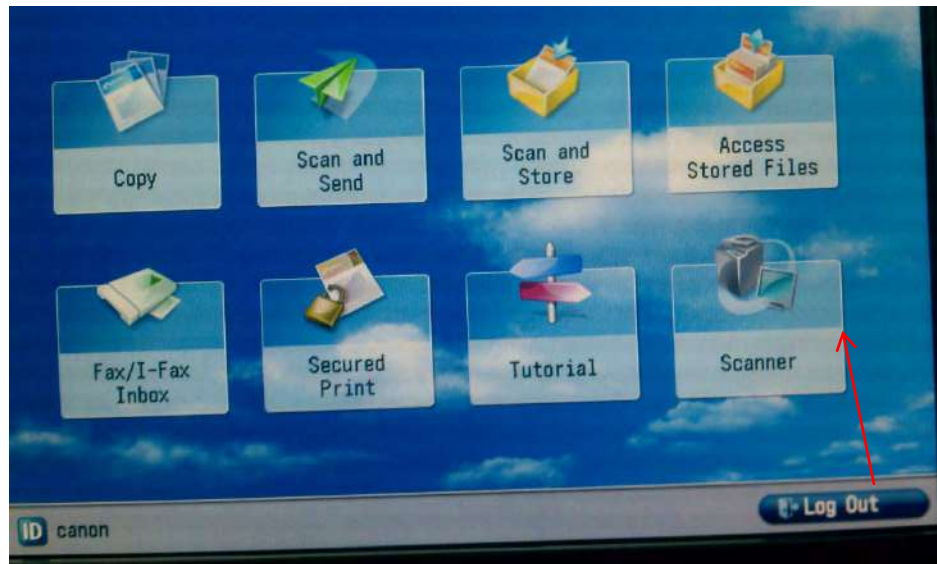 Copy
Scan and
Send
Scan and
Store
Access
Stored Files
Fax/I-Fax
Inbox
Secured
Print
Tutorial
Scanner
ID canon
Log Out